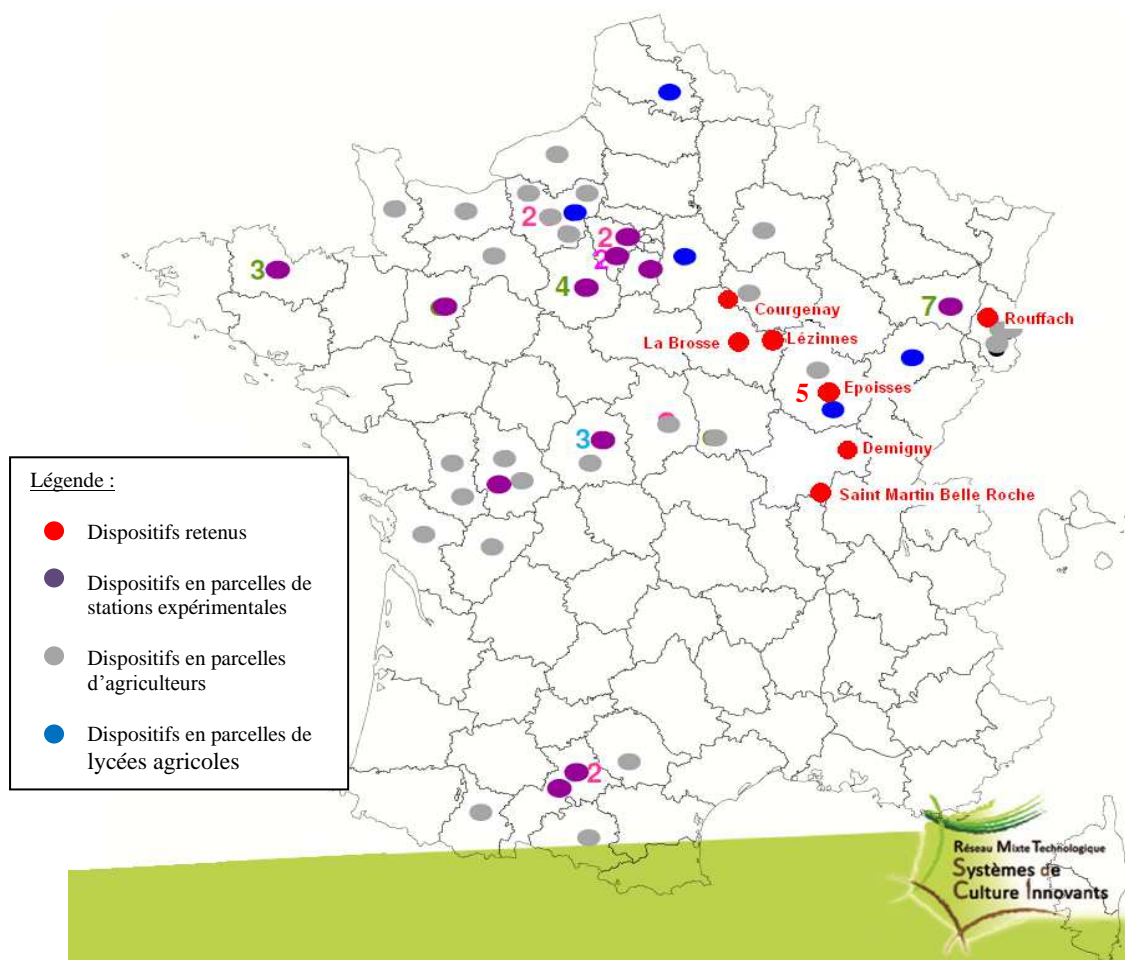 2
2
2
3
4
7
Courgenay
Rouffach
La Brosse
Lézinnes
5
Epoisses
3
Demigny
Saint Martin Belle Roche
Légende :
Dispositifs retenus
Dispositifs en parcelles de
stations expérimentales
Dispositifs en parcelles
d'agriculteurs
Dispositifs en parcelles de
lycées agricoles
2
Réseau Mixte Technologique
Systèmes de
Culture Innovants